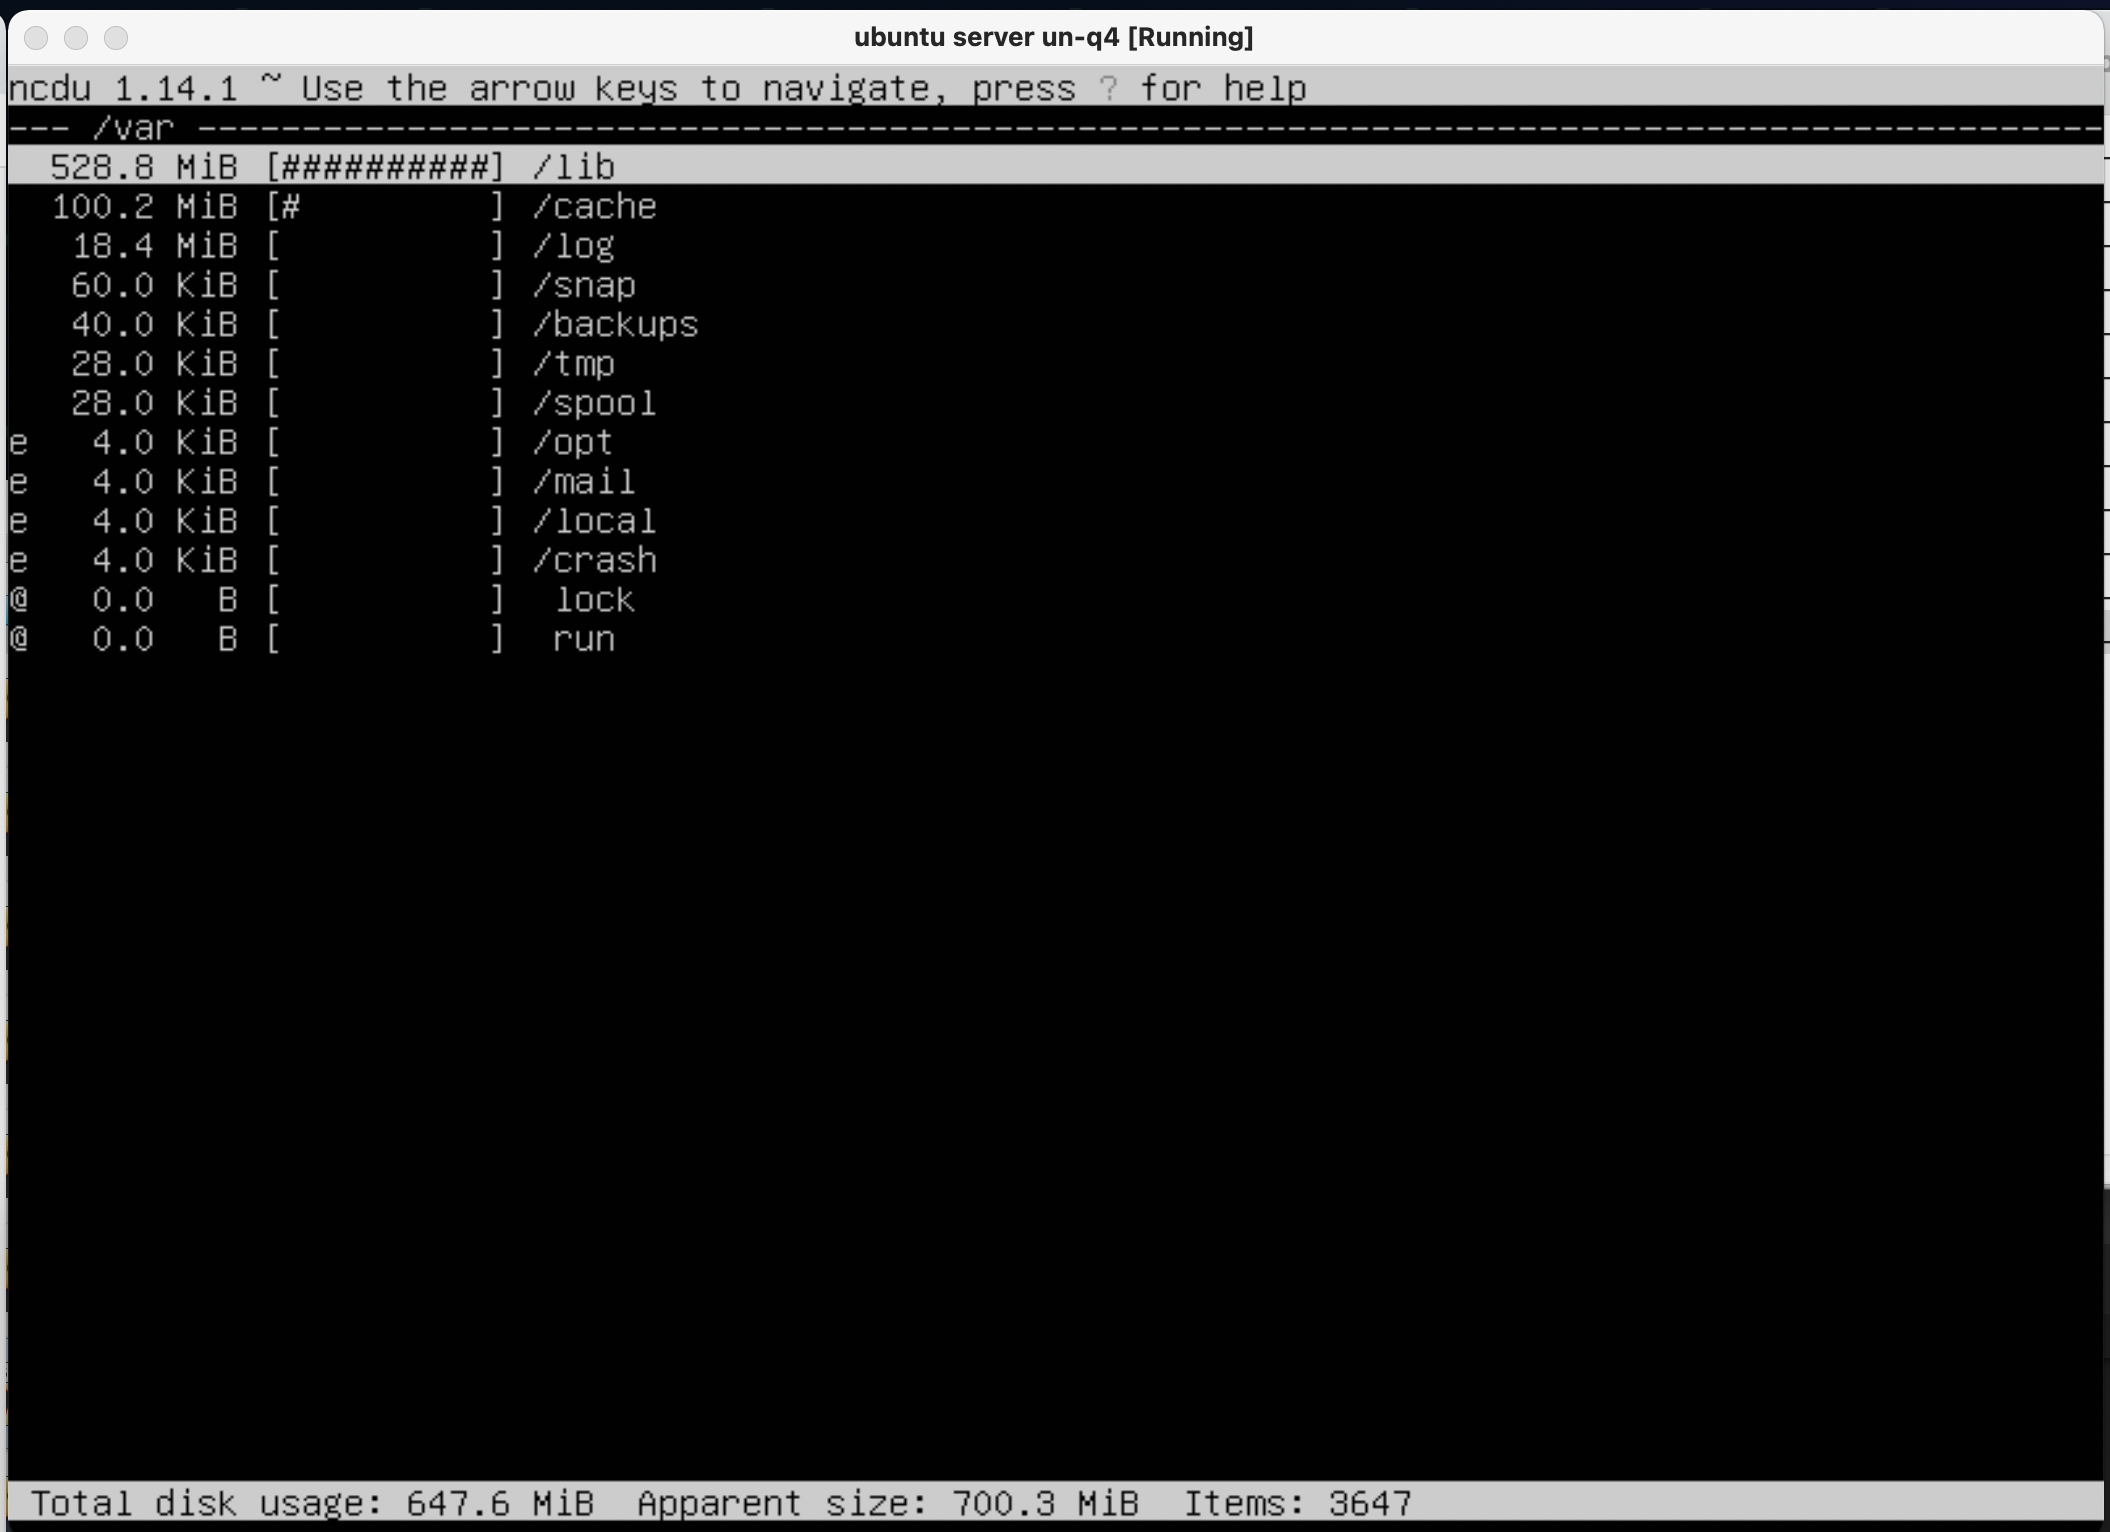 ubuntu server un-q4 [Running]
ncdu 1.14.1 ~ Use the arrow keys to navigate, press ? for help
--- /var ----------------------------------------------------------------------------------------
  528.8 MiB [##########] /lib
  100.2 MiB [#         ] /cache
   18.4 MiB [          ] /log
   60.0 KiB [          ] /snap
   40.0 KiB [          ] /backups
   28.0 KiB [          ] /tmp
   28.0 KiB [          ] /spool
e   4.0 KiB [          ] /opt
e   4.0 KiB [          ] /mail
e   4.0 KiB [          ] /local
e   4.0 KiB [          ] /crash
@   0.0   B [          ]  lock
@   0.0   B [          ]  run
Total disk usage: 647.6 MiB  Apparent size: 700.3 MiB  Items: 3647